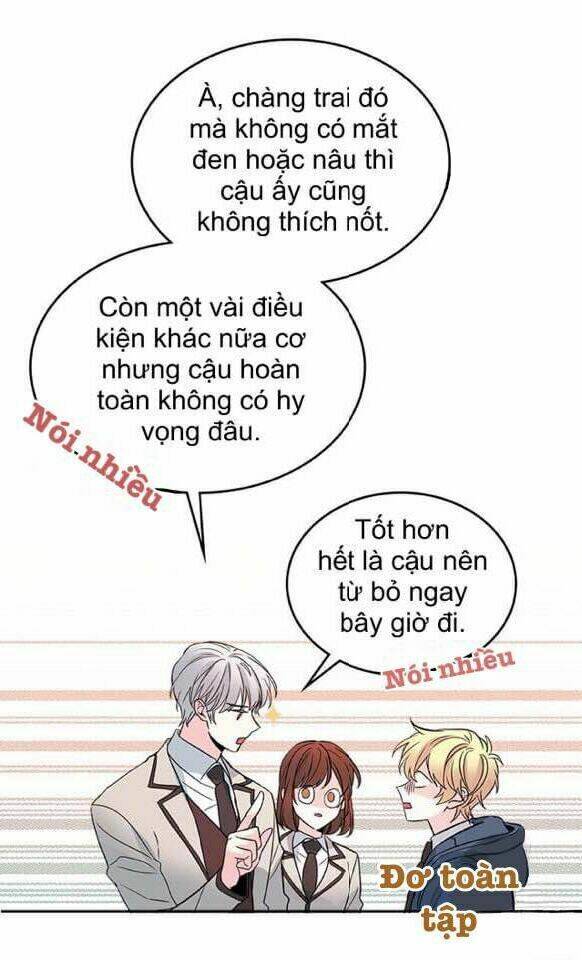 À, chàng trai đó
mà không có mắt
đen hoặc nâu thì
cậu ấy cũng
không thích nốt.
Còn một vài điều
kiện khác nữa cơ
nhưng cậu hoàn
toàn không có hy
vọng đâu.
Nói nhiều
Tốt hơn
hết là cậu nên
từ bỏ ngay
bây giờ đi.
Nói nhiều
Đơ toàn
tập